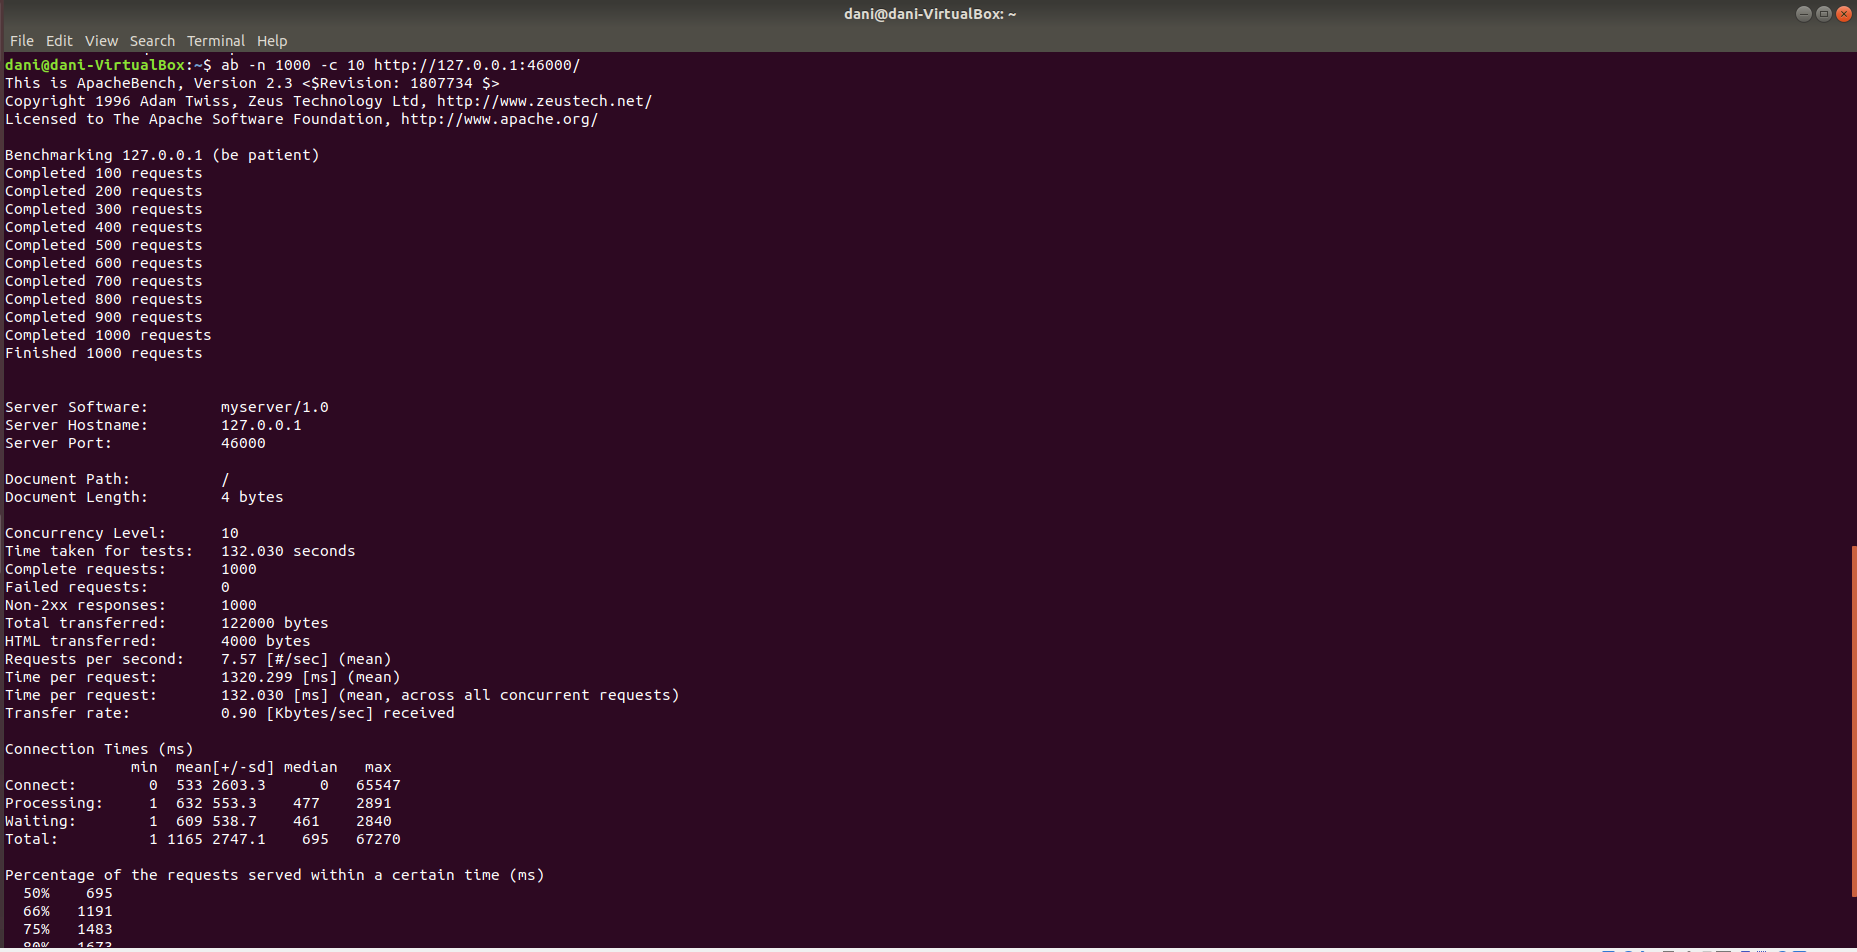 dani@dani-VirtualBox: ~
File Edit View Search Terminal Help
dani@dani-VirtualBox:~$ ab -n 1000 -c 10 http://127.0.0.1:46000/
This is ApacheBench, Version 2.3 <$Revision: 1807734 $>
Copyright 1996 Adam Twiss, Zeus Technology Ltd, http://www.zeustech.net/
Licensed to The Apache Software Foundation, http://www.apache.org/

Benchmarking 127.0.0.1 (be patient)
Completed 100 requests
Completed 200 requests
Completed 300 requests
Completed 400 requests
Completed 500 requests
Completed 600 requests
Completed 700 requests
Completed 800 requests
Completed 900 requests
Completed 1000 requests
Finished 1000 requests

Server Software:        myserver/1.0
Server Hostname:        127.0.0.1
Server Port:            46000

Document Path:          /
Document Length:        4 bytes

Concurrency Level:      10
Time taken for tests:   132.030 seconds
Complete requests:      1000
Failed requests:        0
Non-2xx responses:      1000
Total transferred:      122000 bytes
HTML transferred:       4000 bytes
Requests per second:    7.57 [#/sec] (mean)
Time per request:       1320.299 [ms] (mean)
Time per request:       132.030 [ms] (mean, across all concurrent requests)
Transfer rate:          0.90 [Kbytes/sec] received

Connection Times (ms)
              min  mean[+/-sd] median   max
Connect:        0  533 2603.3      0   65547
Processing:     1  632 553.3    477    2891
Waiting:        1  609 538.7    461    2840
Total:          1 1165 2747.1    695   67270

Percentage of the requests served within a certain time (ms)
  50%    695
  66%   1191
  75%   1483
  80%   1673